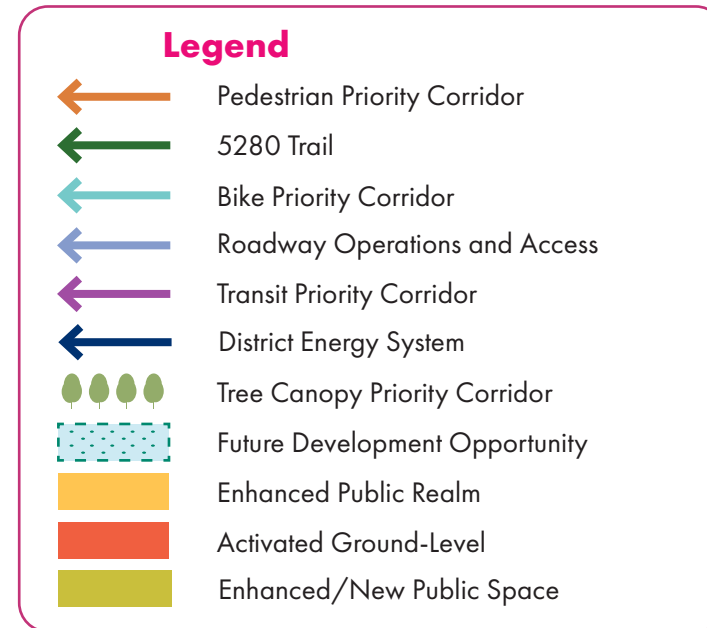 Legend
Pedestrian Priority Corridor
5280 Trail
Bike Priority Corridor
Roadway Operations and Access
Transit Priority Corridor
District Energy System
Tree Canopy Priority Corridor
Future Development Opportunity
Enhanced Public Realm
Activated Ground-Level
Enhanced/New Public Space